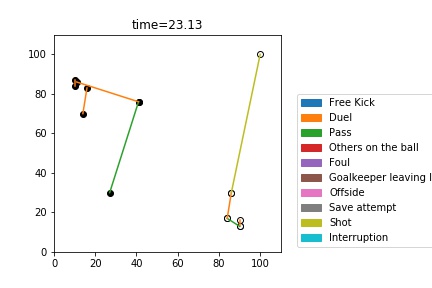 time=23.13
100
80
60
40
20
0
0 20 40 60 80 100
Free Kick
Duel
Pass
Others on the ball
Foul
Goalkeeper leaving l
Offside
Save attempt
Shot
Interruption